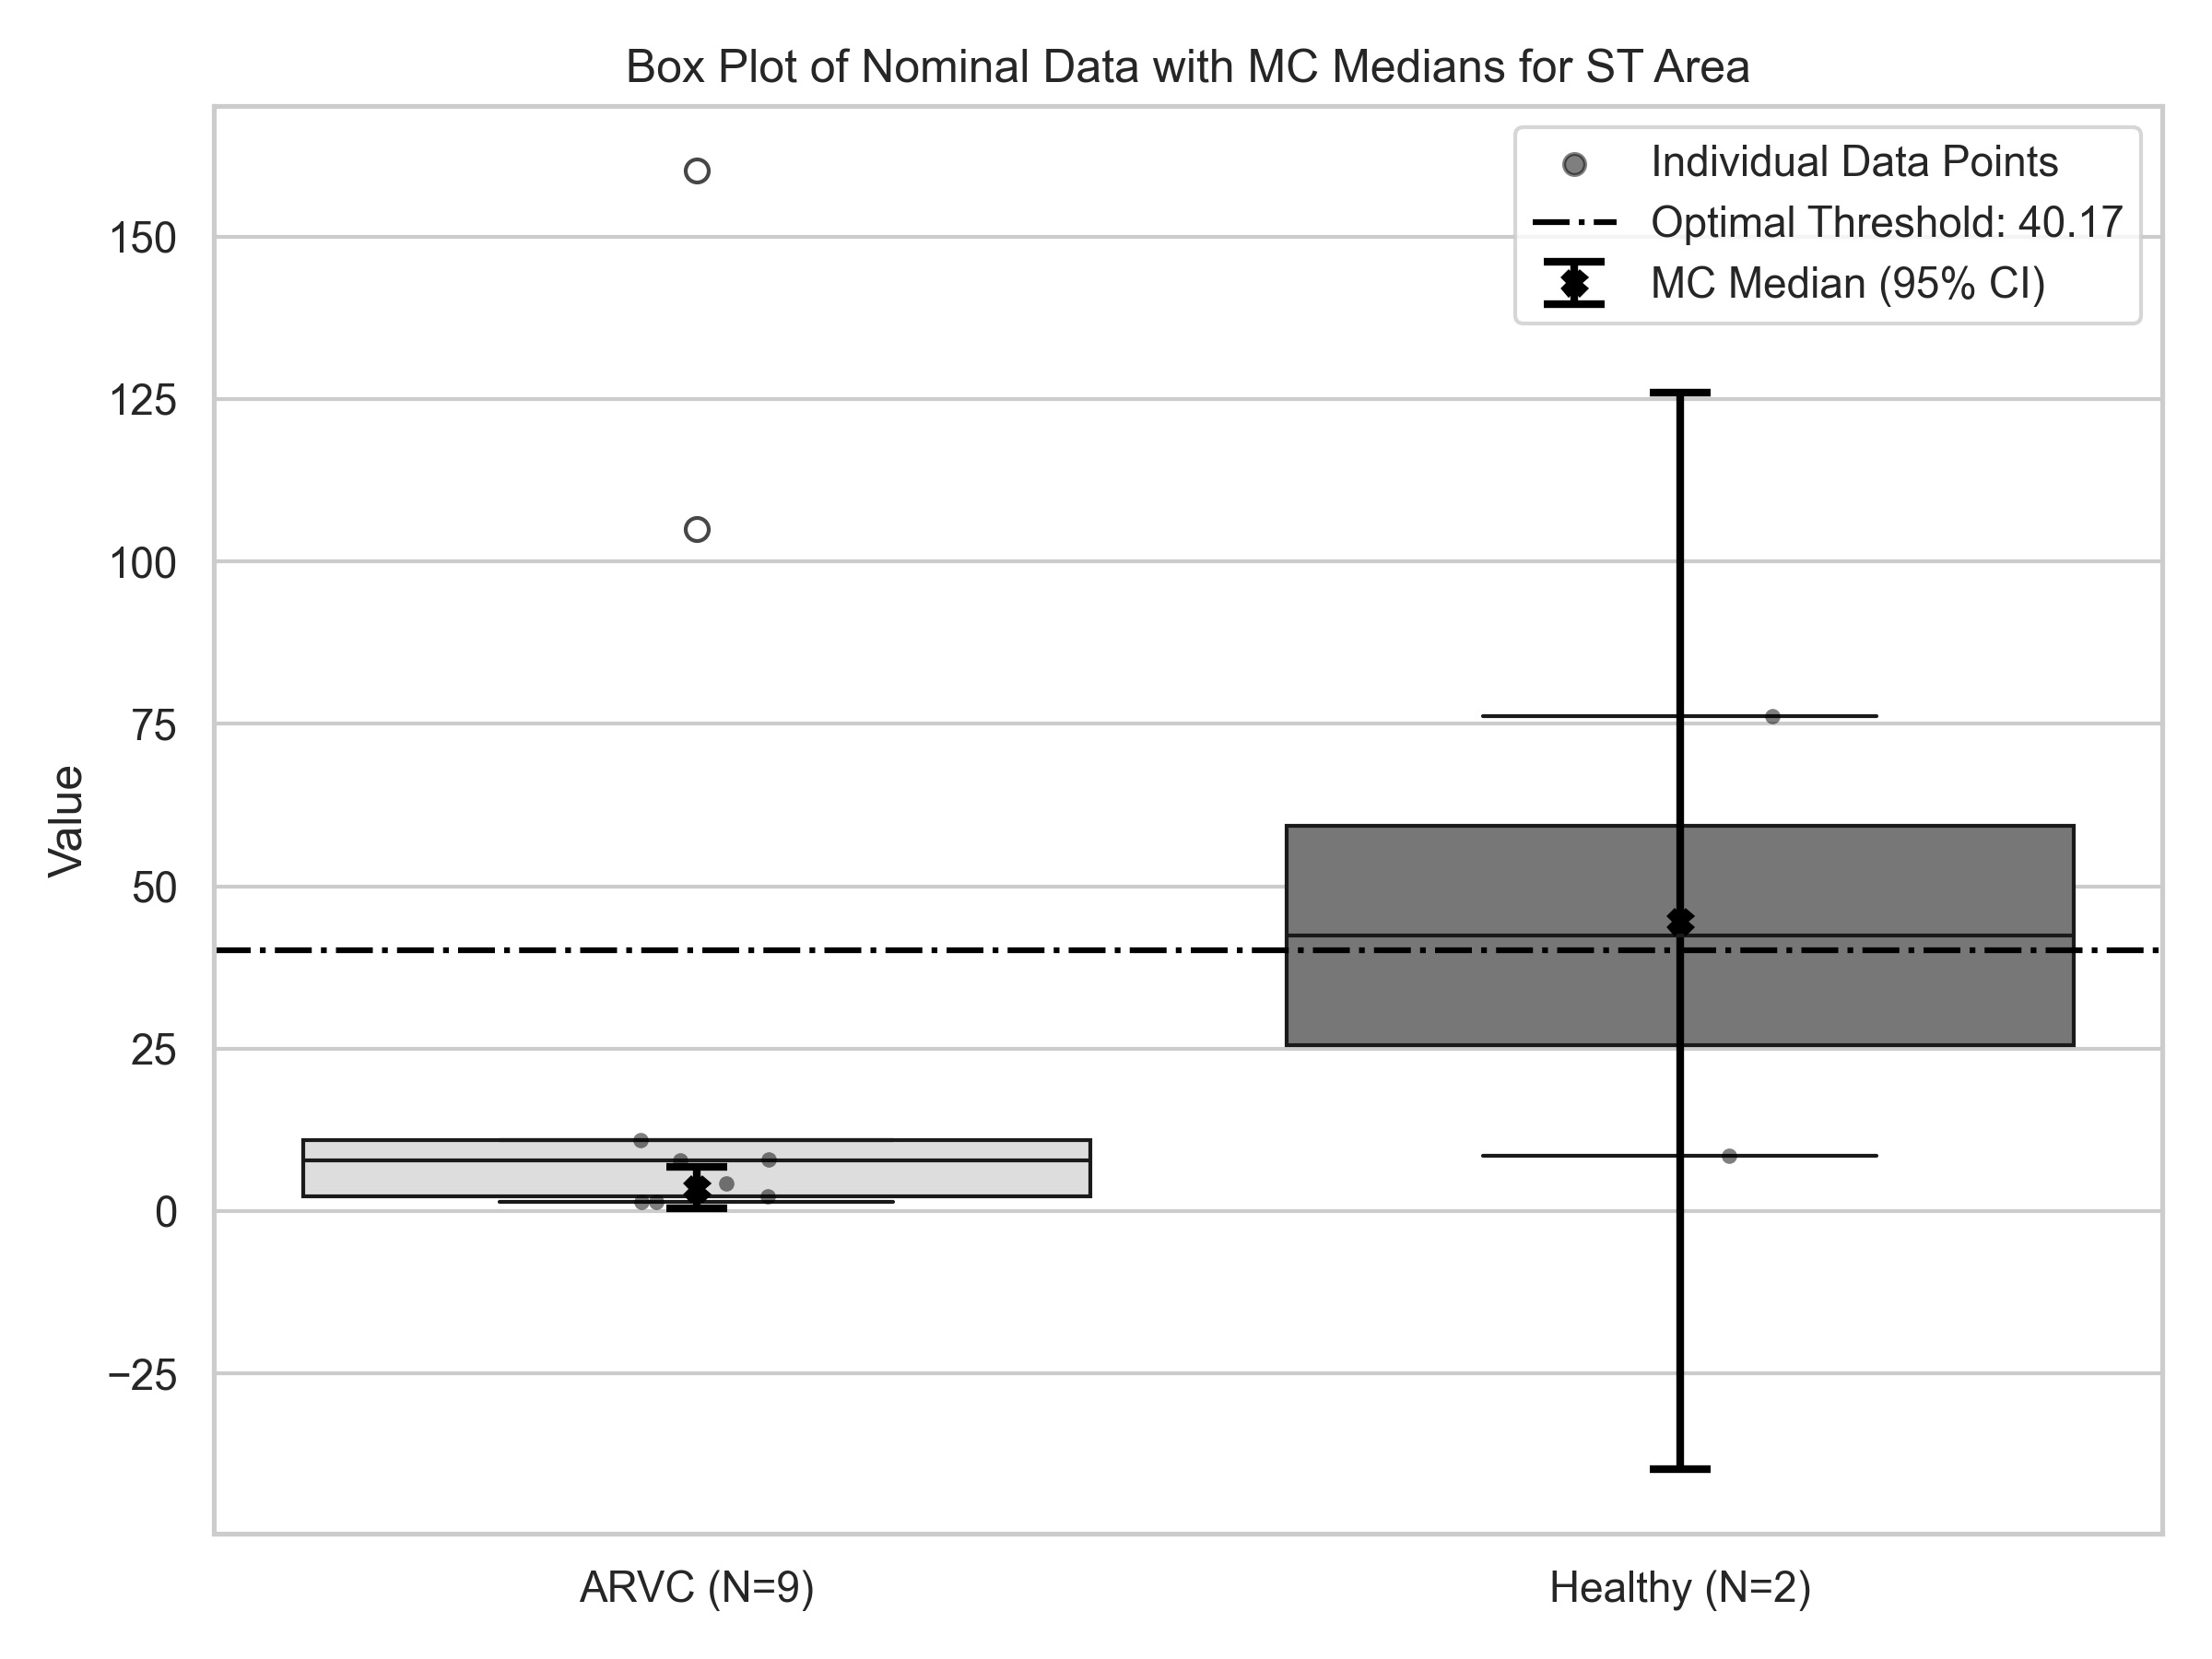 Box Plot of Nominal Data with MC Medians for ST Area
Individual Data Points
Optimal Threshold: 40.17
MC Median (95% CI)
150
125
100
75
50
25
0
−25
Value
ARVC (N=9)
Healthy (N=2)